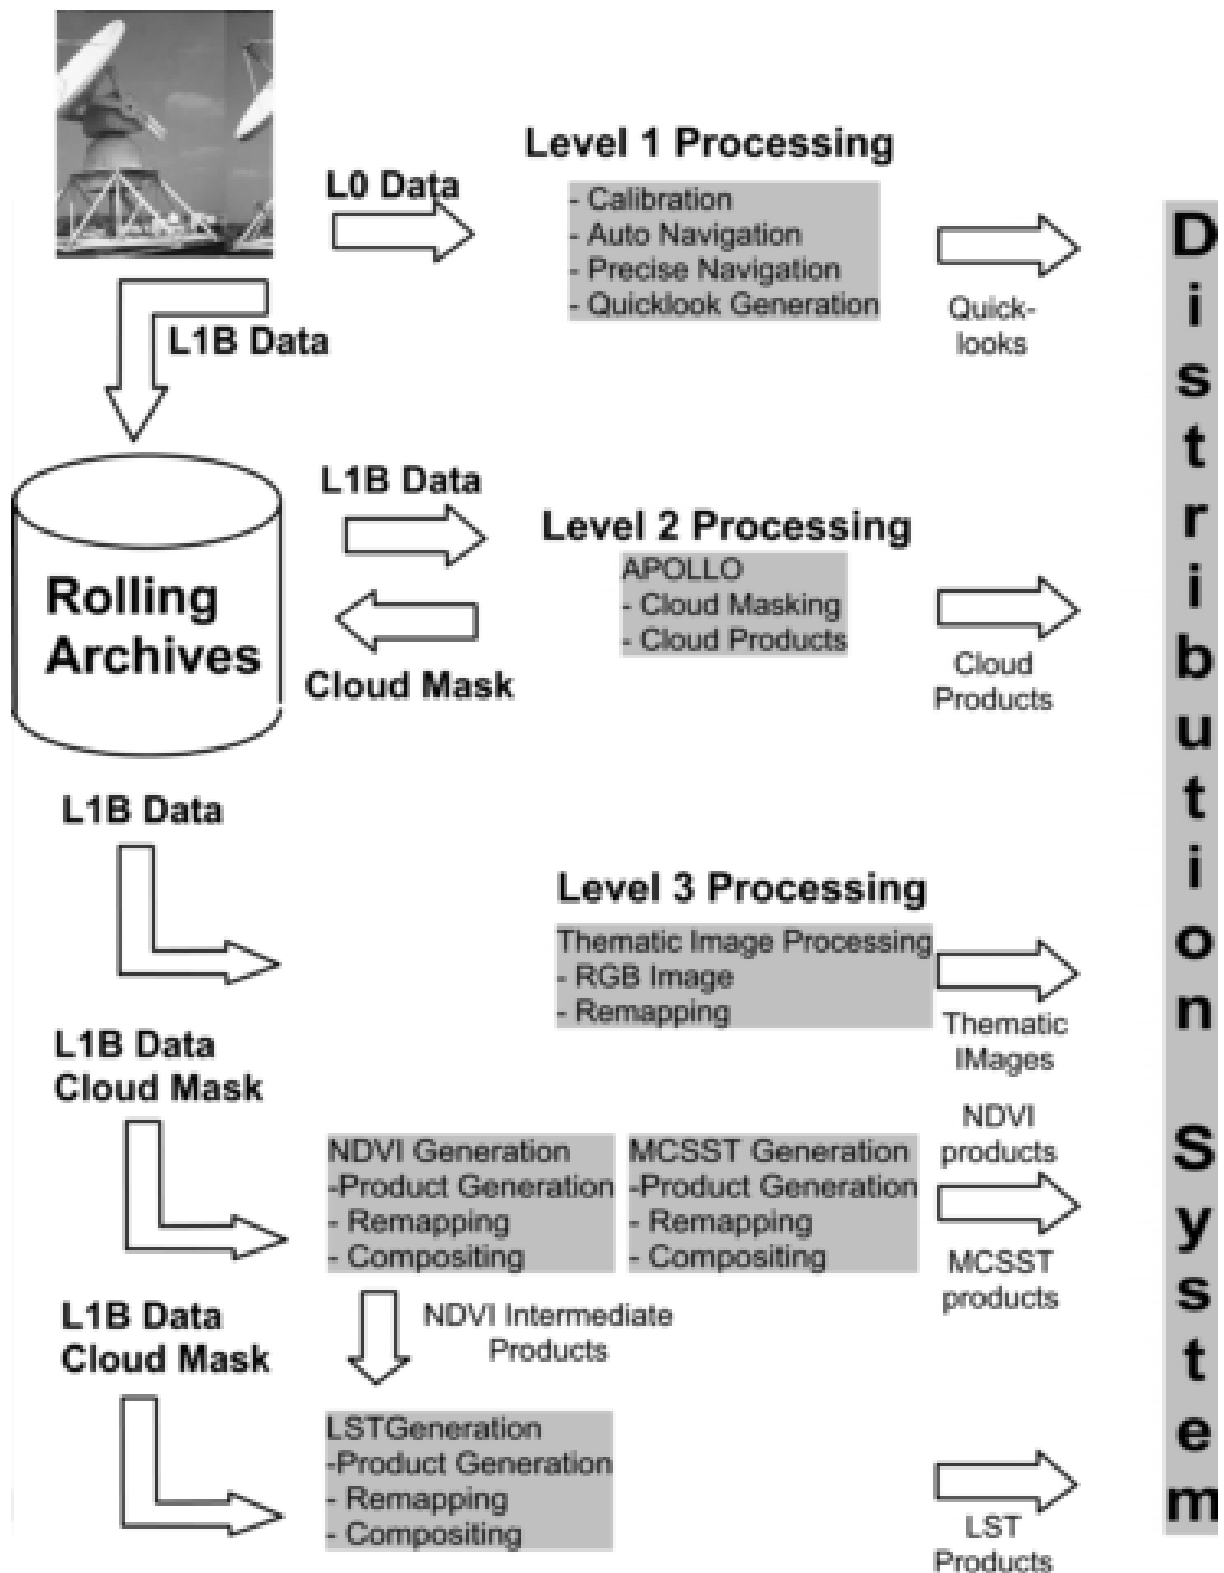 Level 1 Processing
L0 Data
- Calibration
- Auto Navigation
- Precise Navigation
- Quicklook Generation
Quick-
looks
L1B Data
L1B Data
Level 2 Processing
APOLLO
- Cloud Masking
- Cloud Products
Rolling
Archives
Cloud Mask
Cloud
Products
L1B Data
Level 3 Processing
Thematic Image Processing
- RGB Image
- Remapping
Thematic
IMages
L1B Data
Cloud Mask
NDVI Generation
-Product Generation
- Remapping
- Compositing
MCSST Generation
-Product Generation
- Remapping
- Compositing
NDVI
products
MCSST
products
L1B Data
Cloud Mask
NDVI Intermediate
Products
LSTGeneration
-Product Generation
- Remapping
- Compositing
LST
Products
Distribution System